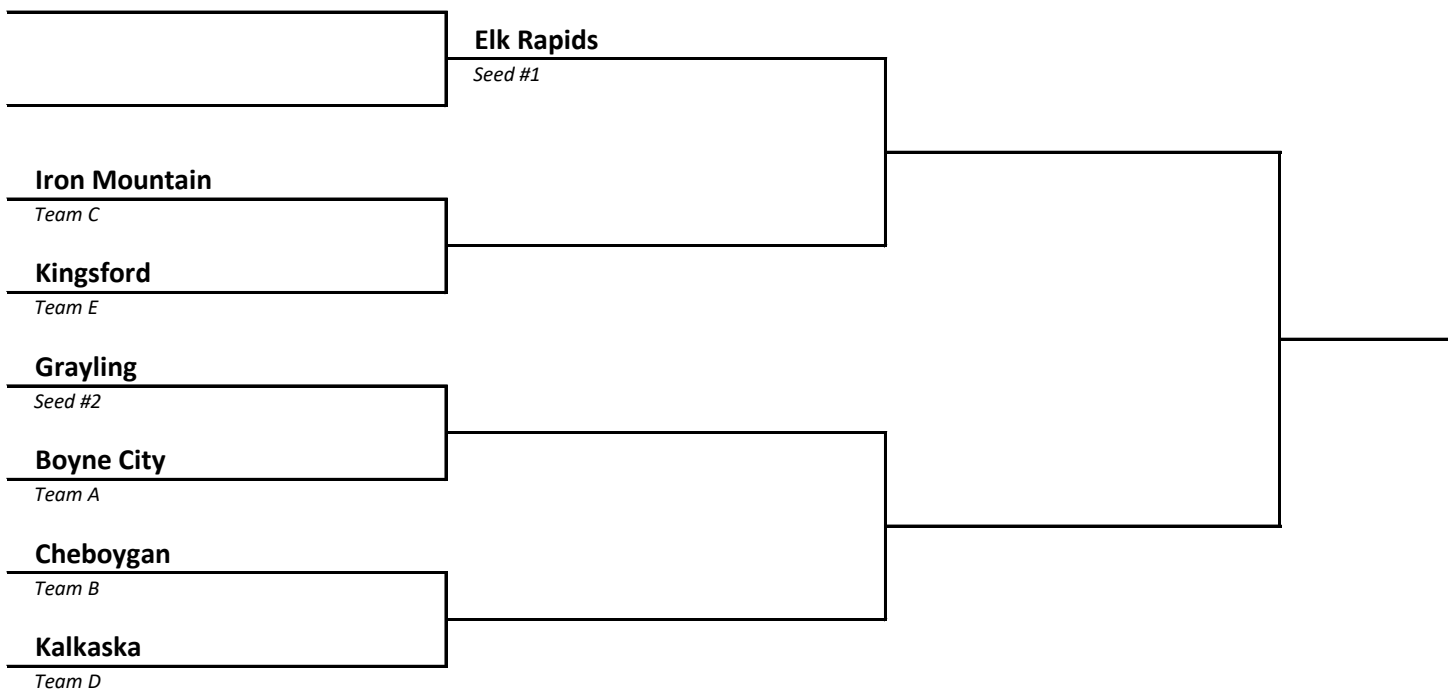 Elk Rapids
Seed #1
Iron Mountain
Team C
Kingsford
Team E
Grayling
Seed #2
Boyne City
Team A
Cheboygan
Team B
Kalkaska
Team D